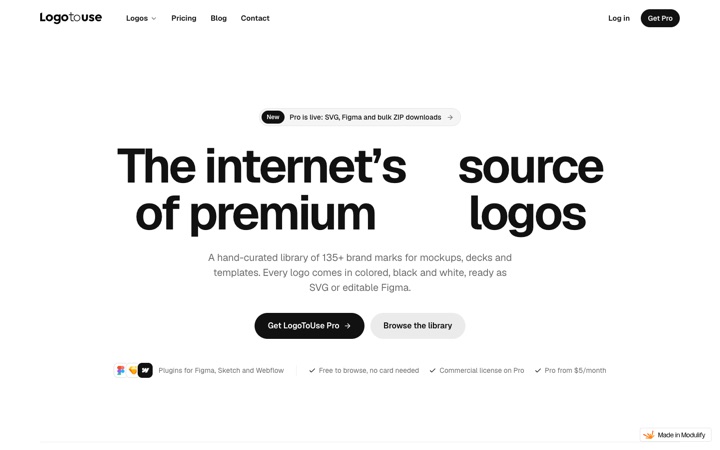 Logotouse
Logos
Pricing
Blog
Contact
Log in
Get Pro
New
Pro is live: SVG, Figma and bulk ZIP downloads
The internet’s source
of premium logos
A hand-curated library of 135+ brand marks for mockups, decks and
templates. Every logo comes in colored, black and white, ready as
SVG or editable Figma.
Get LogoToUse Pro
Browse the library
Plugins for Figma, Sketch and Webflow
Free to browse, no card needed
Commercial license on Pro
Pro from $5/month
Made in Modulify